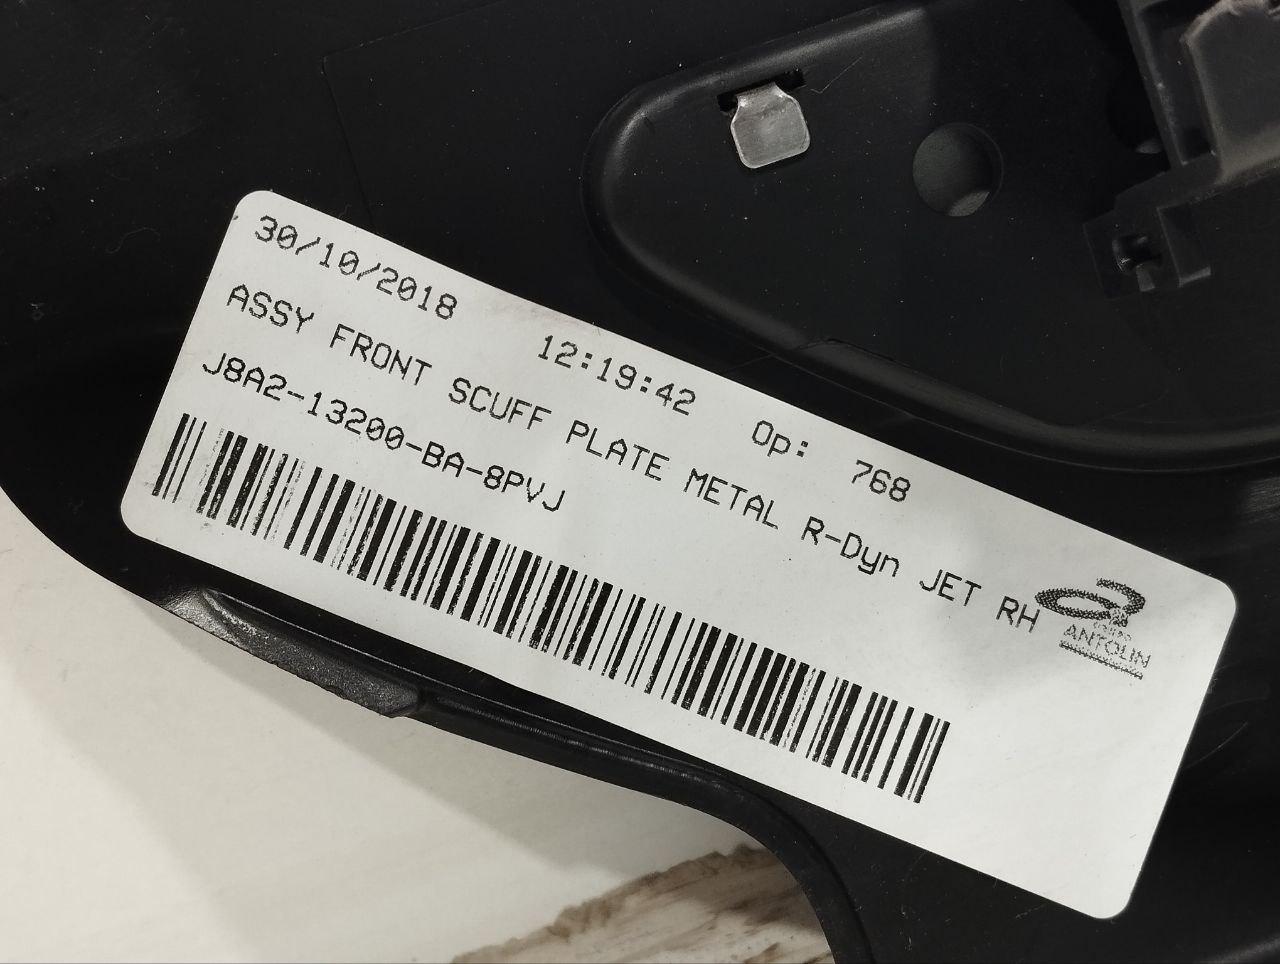 30/10/2018 12:19:42 Op: 768
ASSY FRONT SCUFF PLATE METAL R-Dyn JET RH
J8A2-13200-BA-8PVJ
GRUPO
ANTOLIN